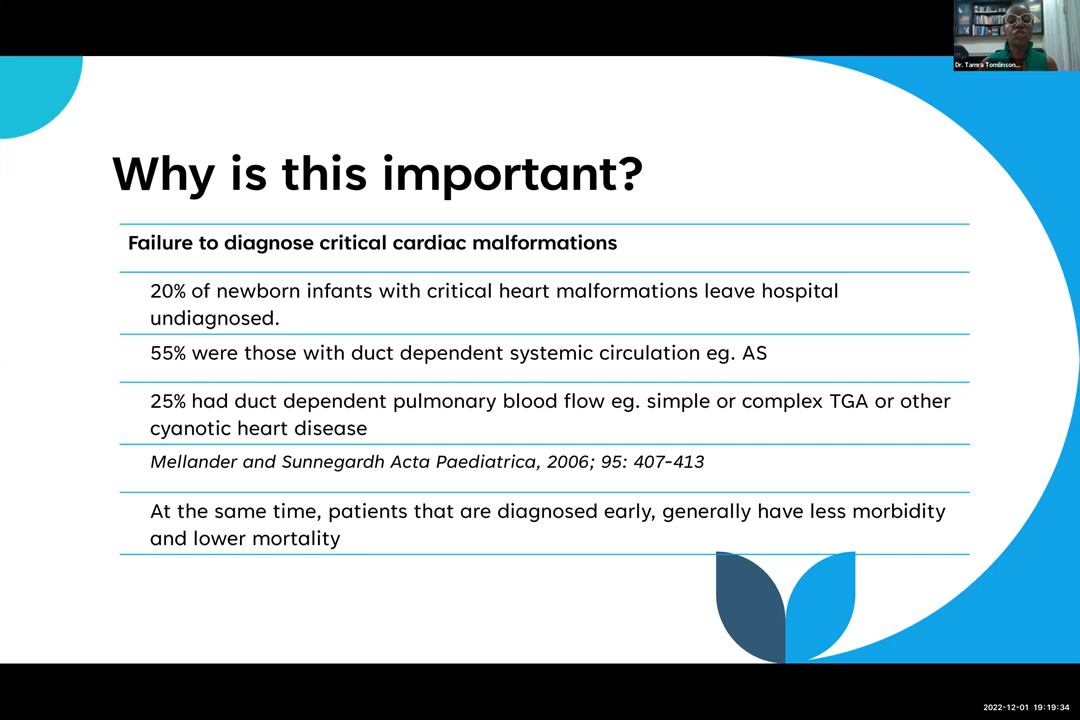 Dr. Tamra Tomlinson...
Why is this important?
Failure to diagnose critical cardiac malformations
20% of newborn infants with critical heart malformations leave hospital
undiagnosed.
55% were those with duct dependent systemic circulation eg. AS
25% had duct dependent pulmonary blood flow eg. simple or complex TGA or other
cyanotic heart disease
Mellander and Sunnegardh Acta Paediatrica, 2006; 95: 407-413
At the same time, patients that are diagnosed early, generally have less morbidity
and lower mortality
2022-12-01 19:19:34